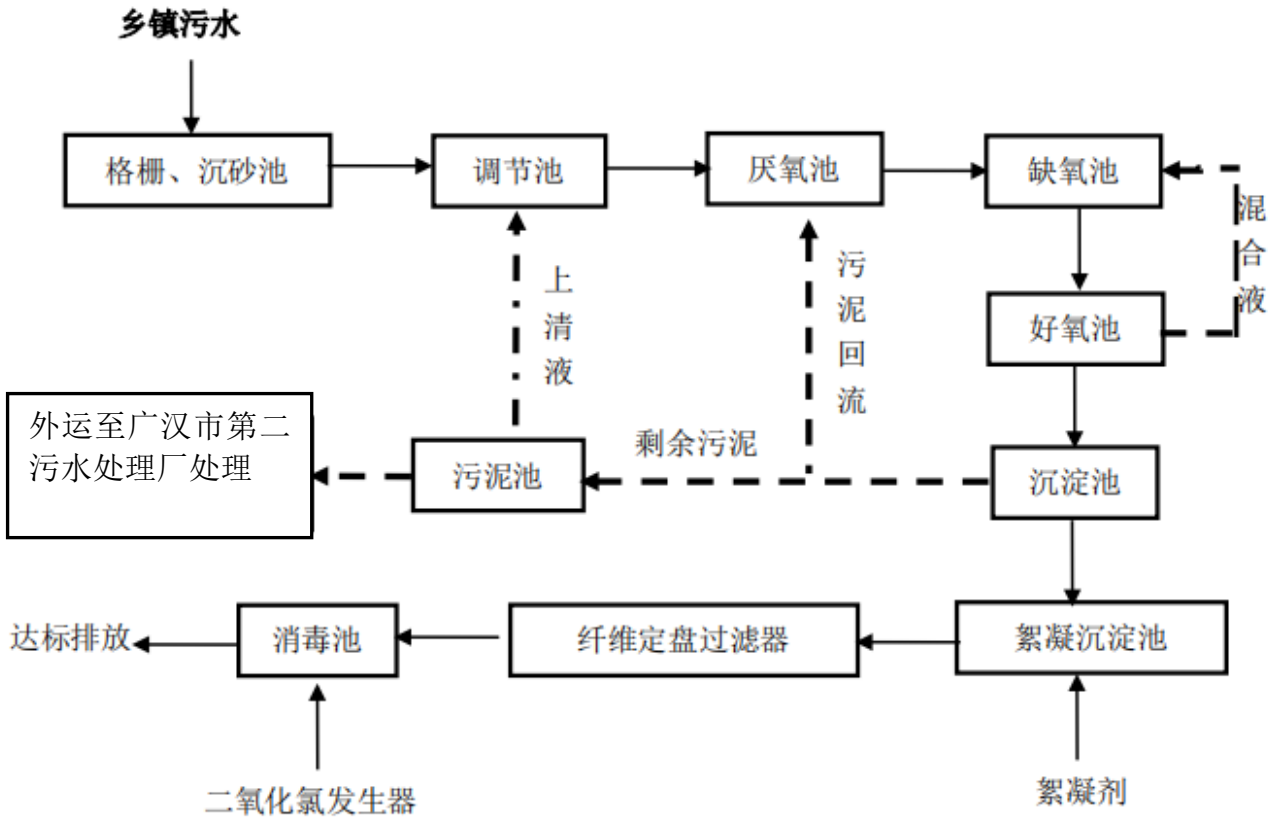 乡镇污水
格栅、沉砂池
调节池
厌氧池
缺氧池
混合液
上清液
污泥回流
好氧池
外运至广汉市第二
污水处理厂处理
污泥池
剩余污泥
沉淀池
达标排放
消毒池
纤维定盘过滤器
絮凝沉淀池
二氧化氯发生器
絮凝剂